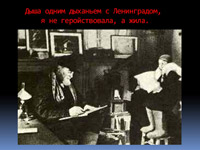 Дыша одним дыханьем с Ленинградом,
я не геройствовала, а жила.